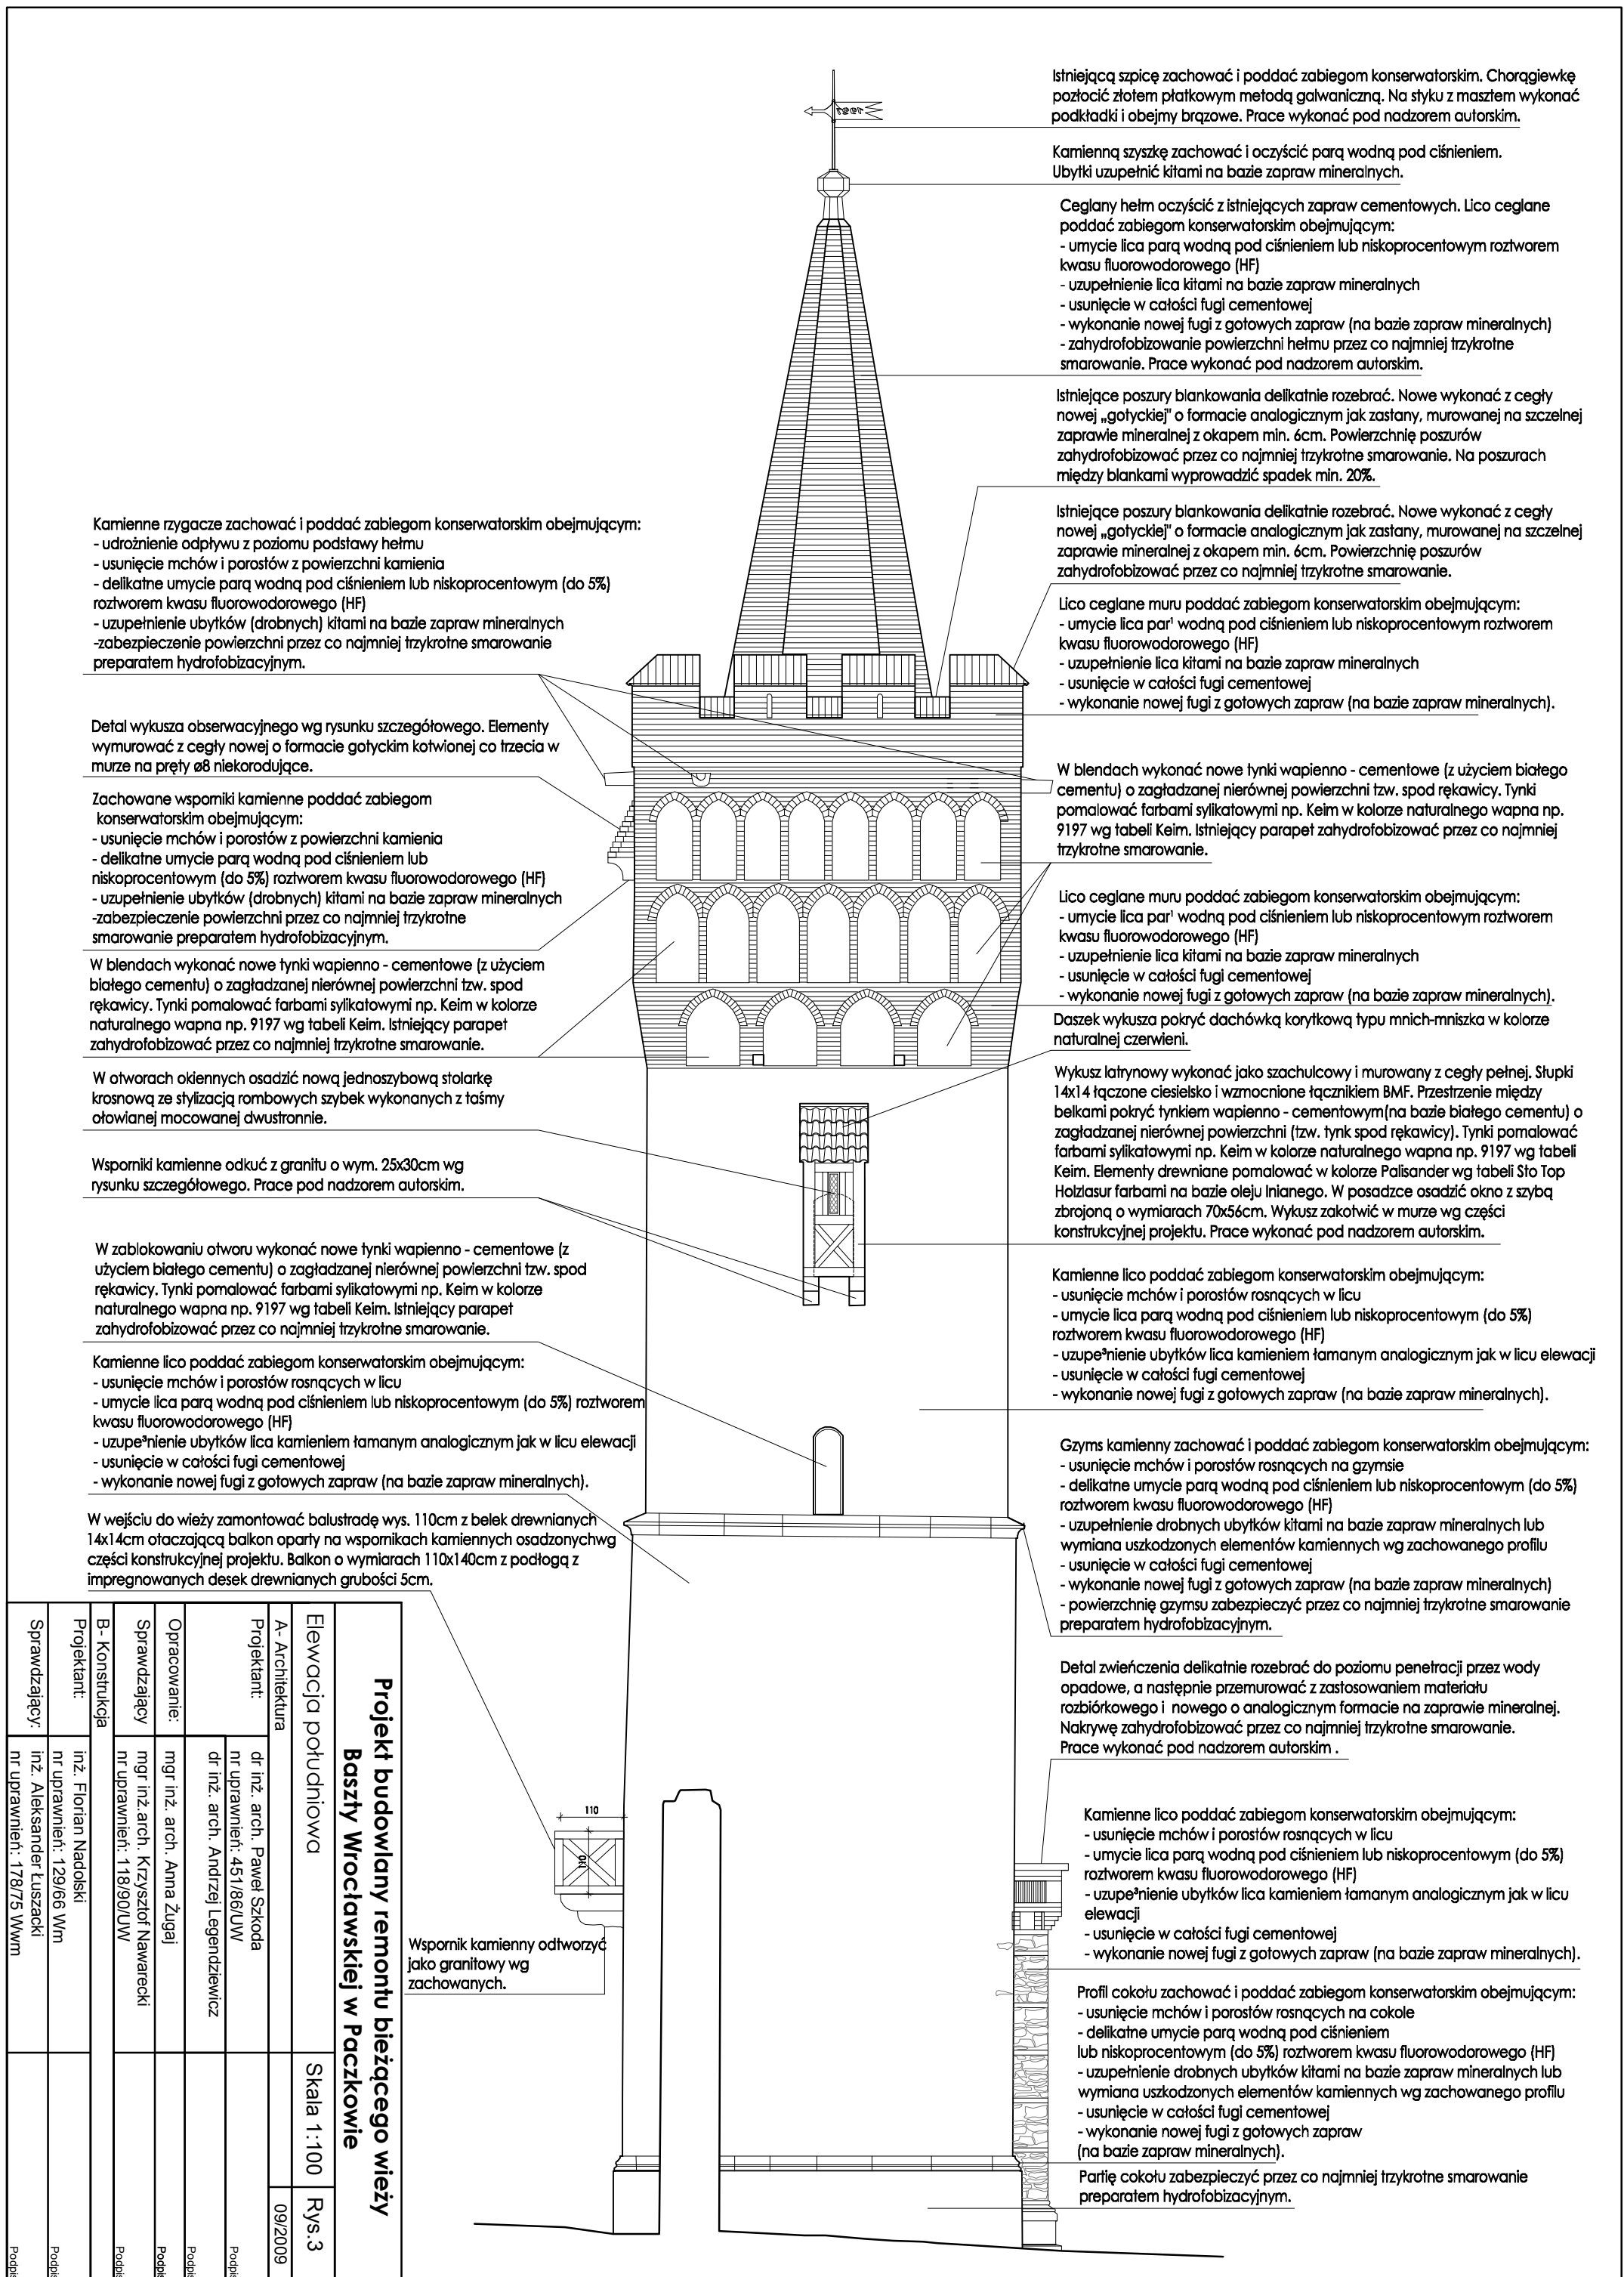 Istniejącą szpicę zachować i poddać zabiegom konserwatorskim. Chorągiewkę
pozłocić złotem płatkowym metodą galwaniczną. Na styku z masztem wykonać
podkładki i obejmy brązowe. Prace wykonać pod nadzorem autorskim.
Kamienną szyszkę zachować i oczyścić parą wodną pod ciśnieniem.
Ubytki uzupełnić kitami na bazie zapraw mineralnych.
Ceglany hełm oczyścić z istniejących zapraw cementowych. Lico ceglane
poddać zabiegom konserwatorskim obejmującym:
- umycie lica parą wodną pod ciśnieniem lub niskoprocentowym roztworem
kwasu fluorowodorowego (HF)
- uzupełnienie lica kitami na bazie zapraw mineralnych
- usunięcie w całości fugi cementowej
- wykonanie nowej fugi z gotowych zapraw (na bazie zapraw mineralnych)
- zahydrofobizowanie powierzchni hełmu przez co najmniej trzykrotne
smarowanie. Prace wykonać pod nadzorem autorskim.
Istniejące poszury blankowania delikatnie rozebrać. Nowe wykonać z cegły
nowej „gotyckiej" o formacie analogicznym jak zastany, murowanej na szczelnej
zaprawie mineralnej z okapem min. 6cm. Powierzchnię poszurów
zahydrofobizować przez co najmniej trzykrotne smarowanie. Na poszurach
między blankami wyprowadzić spadek min. 20%.
Istniejące poszury blankowania delikatnie rozebrać. Nowe wykonać z cegły
nowej „gotyckiej" o formacie analogicznym jak zastany, murowanej na szczelnej
zaprawie mineralnej z okapem min. 6cm. Powierzchnię poszurów
zahydrofobizować przez co najmniej trzykrotne smarowanie.
Lico ceglane muru poddać zabiegom konserwatorskim obejmującym:
- umycie lica par¹ wodną pod ciśnieniem lub niskoprocentowym roztworem
kwasu fluorowodorowego (HF)
- uzupełnienie lica kitami na bazie zapraw mineralnych
- usunięcie w całości fugi cementowej
- wykonanie nowej fugi z gotowych zapraw (na bazie zapraw mineralnych).
W blendach wykonać nowe tynki wapienno - cementowe (z użyciem białego
cementu) o zagładzanej nierównej powierzchni tzw. spod rękawicy. Tynki
pomalować farbami sylikatowymi np. Keim w kolorze naturalnego wapna np.
9197 wg tabeli Keim. Istniejący parapet zahydrofobizować przez co najmniej
trzykrotne smarowanie.
Lico ceglane muru poddać zabiegom konserwatorskim obejmującym:
- umycie lica par¹ wodną pod ciśnieniem lub niskoprocentowym roztworem
kwasu fluorowodorowego (HF)
- uzupełnienie lica kitami na bazie zapraw mineralnych
- usunięcie w całości fugi cementowej
- wykonanie nowej fugi z gotowych zapraw (na bazie zapraw mineralnych).
Daszek wykusza pokryć dachówką korytkową typu mnich-mniszka w kolorze
naturalnej czerwieni.
Wykusz latrynowy wykonać jako szachulcowy i murowany z cegły pełnej. Słupki
14x14 łączone ciesielsko i wzmocnione łącznikiem BMF. Przestrzenie między
belkami pokryć tynkiem wapienno - cementowym(na bazie białego cementu) o
zagładzanej nierównej powierzchni (tzw. tynk spod rękawicy). Tynki pomalować
farbami sylikatowymi np. Keim w kolorze naturalnego wapna np. 9197 wg tabeli
Keim. Elementy drewniane pomalować w kolorze Palisander wg tabeli Sto Top
Holzlasur farbami na bazie oleju lnianego. W posadzce osadzić okno z szybą
zbrojoną o wymiarach 70x56cm. Wykusz zakotwić w murze wg części
konstrukcyjnej projektu. Prace wykonać pod nadzorem autorskim.
Kamienne lico poddać zabiegom konserwatorskim obejmującym:
- usunięcie mchów i porostów rosnących w licu
- umycie lica parą wodną pod ciśnieniem lub niskoprocentowym (do 5%)
roztworem kwasu fluorowodorowego (HF)
- uzupe³nienie ubytków lica kamieniem łamanym analogicznym jak w licu elewacji
- usunięcie w całości fugi cementowej
- wykonanie nowej fugi z gotowych zapraw (na bazie zapraw mineralnych).
Gzyms kamienny zachować i poddać zabiegom konserwatorskim obejmującym:
- usunięcie mchów i porostów rosnących na gzymsie
- delikatne umycie parą wodną pod ciśnieniem lub niskoprocentowym (do 5%)
roztworem kwasu fluorowodorowego (HF)
- uzupełnienie drobnych ubytków kitami na bazie zapraw mineralnych lub
wymiana uszkodzonych elementów kamiennych wg zachowanego profilu
- usunięcie w całości fugi cementowej
- wykonanie nowej fugi z gotowych zapraw (na bazie zapraw mineralnych)
- powierzchnię gzymsu zabezpieczyć przez co najmniej trzykrotne smarowanie
preparatem hydrofobizacyjnym.
Detal zwieńczenia delikatnie rozebrać do poziomu penetracji przez wody
opadowe, a następnie przemurować z zastosowaniem materiału
rozbiórkowego i nowego o analogicznym formacie na zaprawie mineralnej.
Nakrywę zahydrofobizować przez co najmniej trzykrotne smarowanie.
Prace wykonać pod nadzorem autorskim .
Kamienne lico poddać zabiegom konserwatorskim obejmującym:
- usunięcie mchów i porostów rosnących w licu
- umycie lica parą wodną pod ciśnieniem lub niskoprocentowym (do 5%)
roztworem kwasu fluorowodorowego (HF)
- uzupe³nienie ubytków lica kamieniem łamanym analogicznym jak w licu
elewacji
- usunięcie w całości fugi cementowej
- wykonanie nowej fugi z gotowych zapraw (na bazie zapraw mineralnych).
Profil cokołu zachować i poddać zabiegom konserwatorskim obejmującym:
- usunięcie mchów i porostów rosnących na cokole
- delikatne umycie parą wodną pod ciśnieniem
lub niskoprocentowym (do 5%) roztworem kwasu fluorowodorowego (HF)
- uzupełnienie drobnych ubytków kitami na bazie zapraw mineralnych lub
wymiana uszkodzonych elementów kamiennych wg zachowanego profilu
- usunięcie w całości fugi cementowej
- wykonanie nowej fugi z gotowych zapraw
(na bazie zapraw mineralnych).
Partię cokołu zabezpieczyć przez co najmniej trzykrotne smarowanie
preparatem hydrofobizacyjnym.
Kamienne rzygacze zachować i poddać zabiegom konserwatorskim obejmującym:
- udrożnienie odpływu z poziomu podstawy hełmu
- usunięcie mchów i porostów z powierzchni kamienia
- delikatne umycie parą wodną pod ciśnieniem lub niskoprocentowym (do 5%)
roztworem kwasu fluorowodorowego (HF)
- uzupełnienie ubytków (drobnych) kitami na bazie zapraw mineralnych
-zabezpieczenie powierzchni przez co najmniej trzykrotne smarowanie
preparatem hydrofobizacyjnym.
Detal wykusza obserwacyjnego wg rysunku szczegółowego. Elementy
wymurować z cegły nowej o formacie gotyckim kotwionej co trzecia w
murze na pręty ø8 niekorodujące.
Zachowane wsporniki kamienne poddać zabiegom
konserwatorskim obejmującym:
- usunięcie mchów i porostów z powierzchni kamienia
- delikatne umycie parą wodną pod ciśnieniem lub
niskoprocentowym (do 5%) roztworem kwasu fluorowodorowego (HF)
- uzupełnienie ubytków (drobnych) kitami na bazie zapraw mineralnych
-zabezpieczenie powierzchni przez co najmniej trzykrotne
smarowanie preparatem hydrofobizacyjnym.
W blendach wykonać nowe tynki wapienno - cementowe (z użyciem
białego cementu) o zagładzanej nierównej powierzchni tzw. spod
rękawicy. Tynki pomalować farbami sylikatowymi np. Keim w kolorze
naturalnego wapna np. 9197 wg tabeli Keim. Istniejący parapet
zahydrofobizować przez co najmniej trzykrotne smarowanie.
W otworach okiennych osadzić nową jednoszybową stolarkę
krosnową ze stylizacją rombowych szybek wykonanych z taśmy
ołowianej mocowanej dwustronnie.
Wsporniki kamienne odkuć z granitu o wym. 25x30cm wg
rysunku szczegółowego. Prace pod nadzorem autorskim.
W zablokowaniu otworu wykonać nowe tynki wapienno - cementowe (z
użyciem białego cementu) o zagładzanej nierównej powierzchni tzw. spod
rękawicy. Tynki pomalować farbami sylikatowymi np. Keim w kolorze
naturalnego wapna np. 9197 wg tabeli Keim. Istniejący parapet
zahydrofobizować przez co najmniej trzykrotne smarowanie.
Kamienne lico poddać zabiegom konserwatorskim obejmującym:
- usunięcie mchów i porostów rosnących w licu
- umycie lica parą wodną pod ciśnieniem lub niskoprocentowym (do 5%) roztworem
kwasu fluorowodorowego (HF)
- uzupe³nienie ubytków lica kamieniem łamanym analogicznym jak w licu elewacji
- usunięcie w całości fugi cementowej
- wykonanie nowej fugi z gotowych zapraw (na bazie zapraw mineralnych).
W wejściu do wieży zamontować balustradę wys. 110cm z belek drewnianych
14x14cm otaczającą balkon oparty na wspornikach kamiennych osadzonychwg
części konstrukcyjnej projektu. Balkon o wymiarach 110x140cm z podłogą z
impregnowanych desek drewnianych grubości 5cm.
110
110
Wspornik kamienny odtworzyć
jako granitowy wg
zachowanych.
Projekt budowlany remontu bieżącego wieży
Baszty Wrocławskiej w Paczkowie
Elewacja południowa
Skala 1:100
Rys.3
A- Architektura
09/2009
Projektant:
dr inż. arch. Paweł Szkoda
nr uprawnień: 451/86/UW
Podpis
dr inż. arch. Andrzej Legendziewicz
Podpis
Opracowanie:
mgr inż. arch. Anna Żugaj
Podpis
Sprawdzający
mgr inż.arch. Krzysztof Nawarecki
nr uprawnień: 118/90/UW
Podpis
B- Konstrukcja
Projektant:
inż. Florian Nadolski
nr uprawnień: 129/66 Wm
Podpis
Sprawdzający:
inż. Aleksander Łuszacki
nr uprawnień: 178/75 Wwm
Podpis